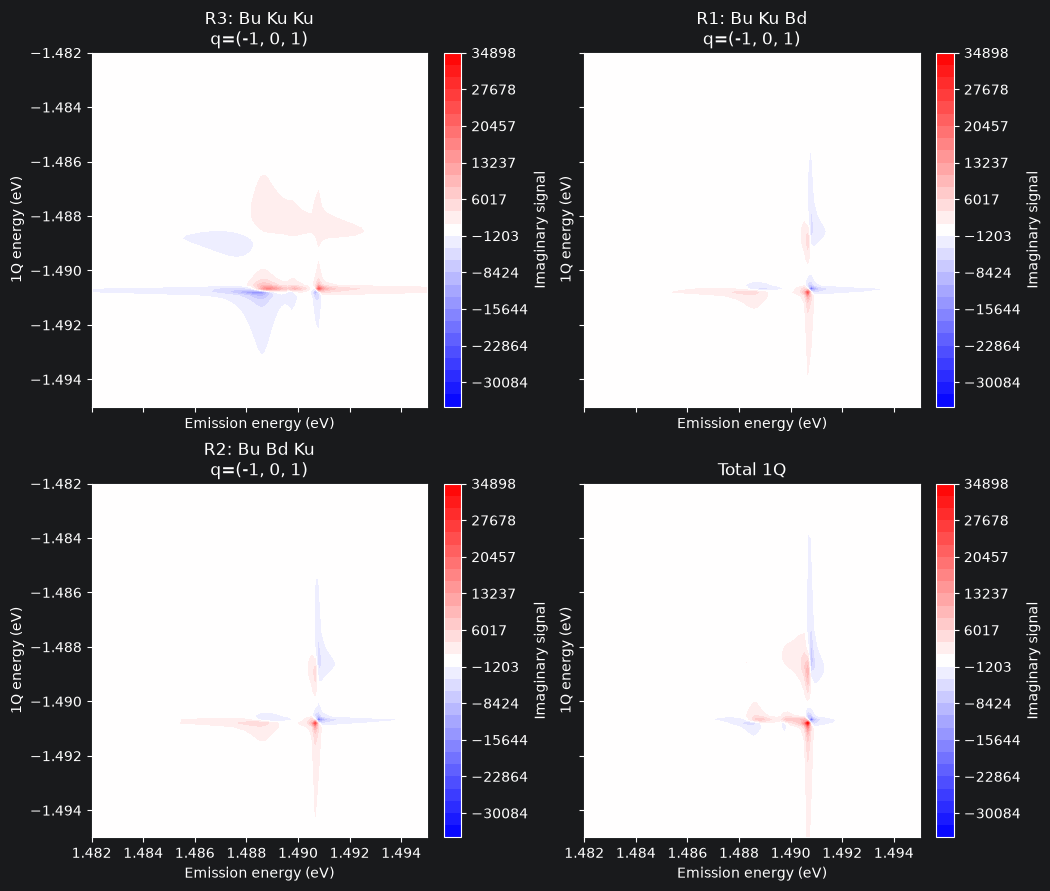 R3: Bu Ku Ku
q=(-1, 0, 1)
−1.482
−1.484
−1.486
−1.488
−1.490
−1.492
−1.494
1Q energy (eV)
Emission energy (eV)
34898
27678
20457
13237
6017
−1203
−8424
−15644
−22864
−30084
Imaginary signal
R1: Bu Ku Bd
q=(-1, 0, 1)
1Q energy (eV)
Emission energy (eV)
34898
27678
20457
13237
6017
−1203
−8424
−15644
−22864
−30084
Imaginary signal
R2: Bu Bd Ku
q=(-1, 0, 1)
−1.482
−1.484
−1.486
−1.488
−1.490
−1.492
−1.494
1Q energy (eV)
1.482 1.484 1.486 1.488 1.490 1.492 1.494
Emission energy (eV)
34898
27678
20457
13237
6017
−1203
−8424
−15644
−22864
−30084
Imaginary signal
Total 1Q
1Q energy (eV)
1.482 1.484 1.486 1.488 1.490 1.492 1.494
Emission energy (eV)
34898
27678
20457
13237
6017
−1203
−8424
−15644
−22864
−30084
Imaginary signal